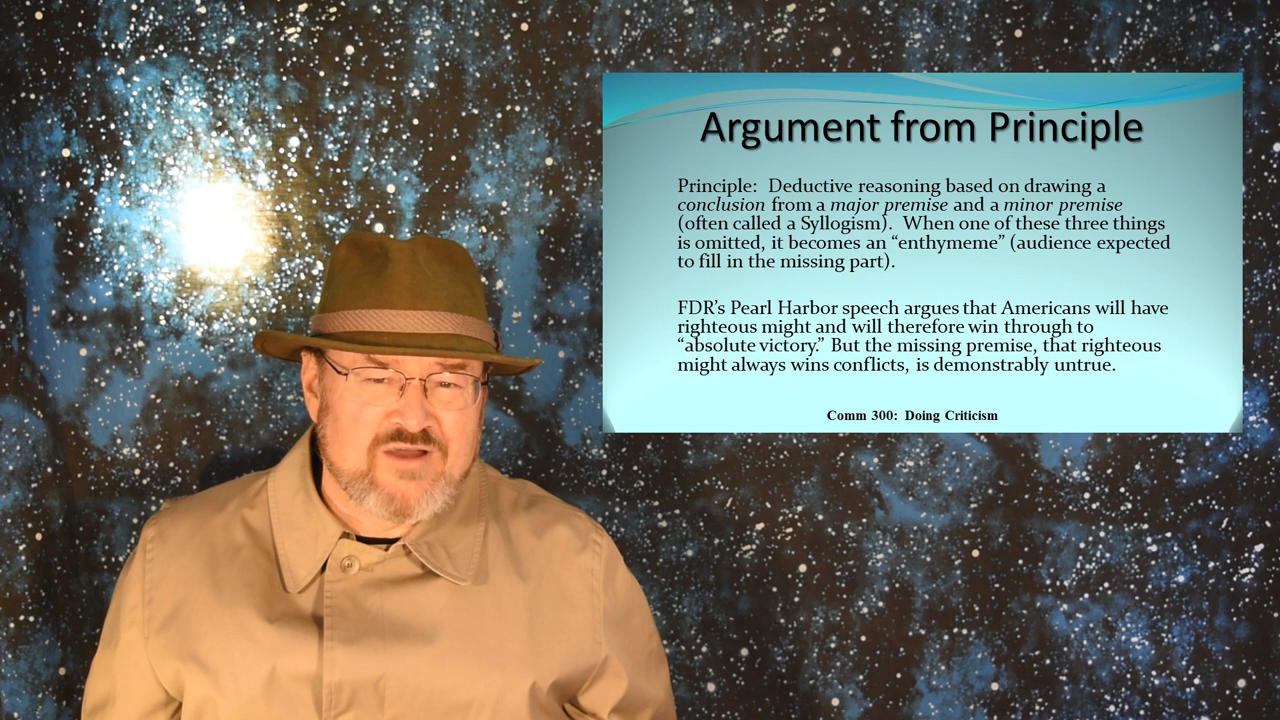 Argument from Principle
Principle:  Deductive reasoning based on drawing a
conclusion from a major premise and a minor premise
(often called a Syllogism).  When one of these three things
is omitted, it becomes an “enthymeme” (audience expected
to fill in the missing part).
FDR’s Pearl Harbor speech argues that Americans will have
righteous might and will therefore win through to
“absolute victory.” But the missing premise, that righteous
might always wins conflicts, is demonstrably untrue.
Comm 300:  Doing Criticism